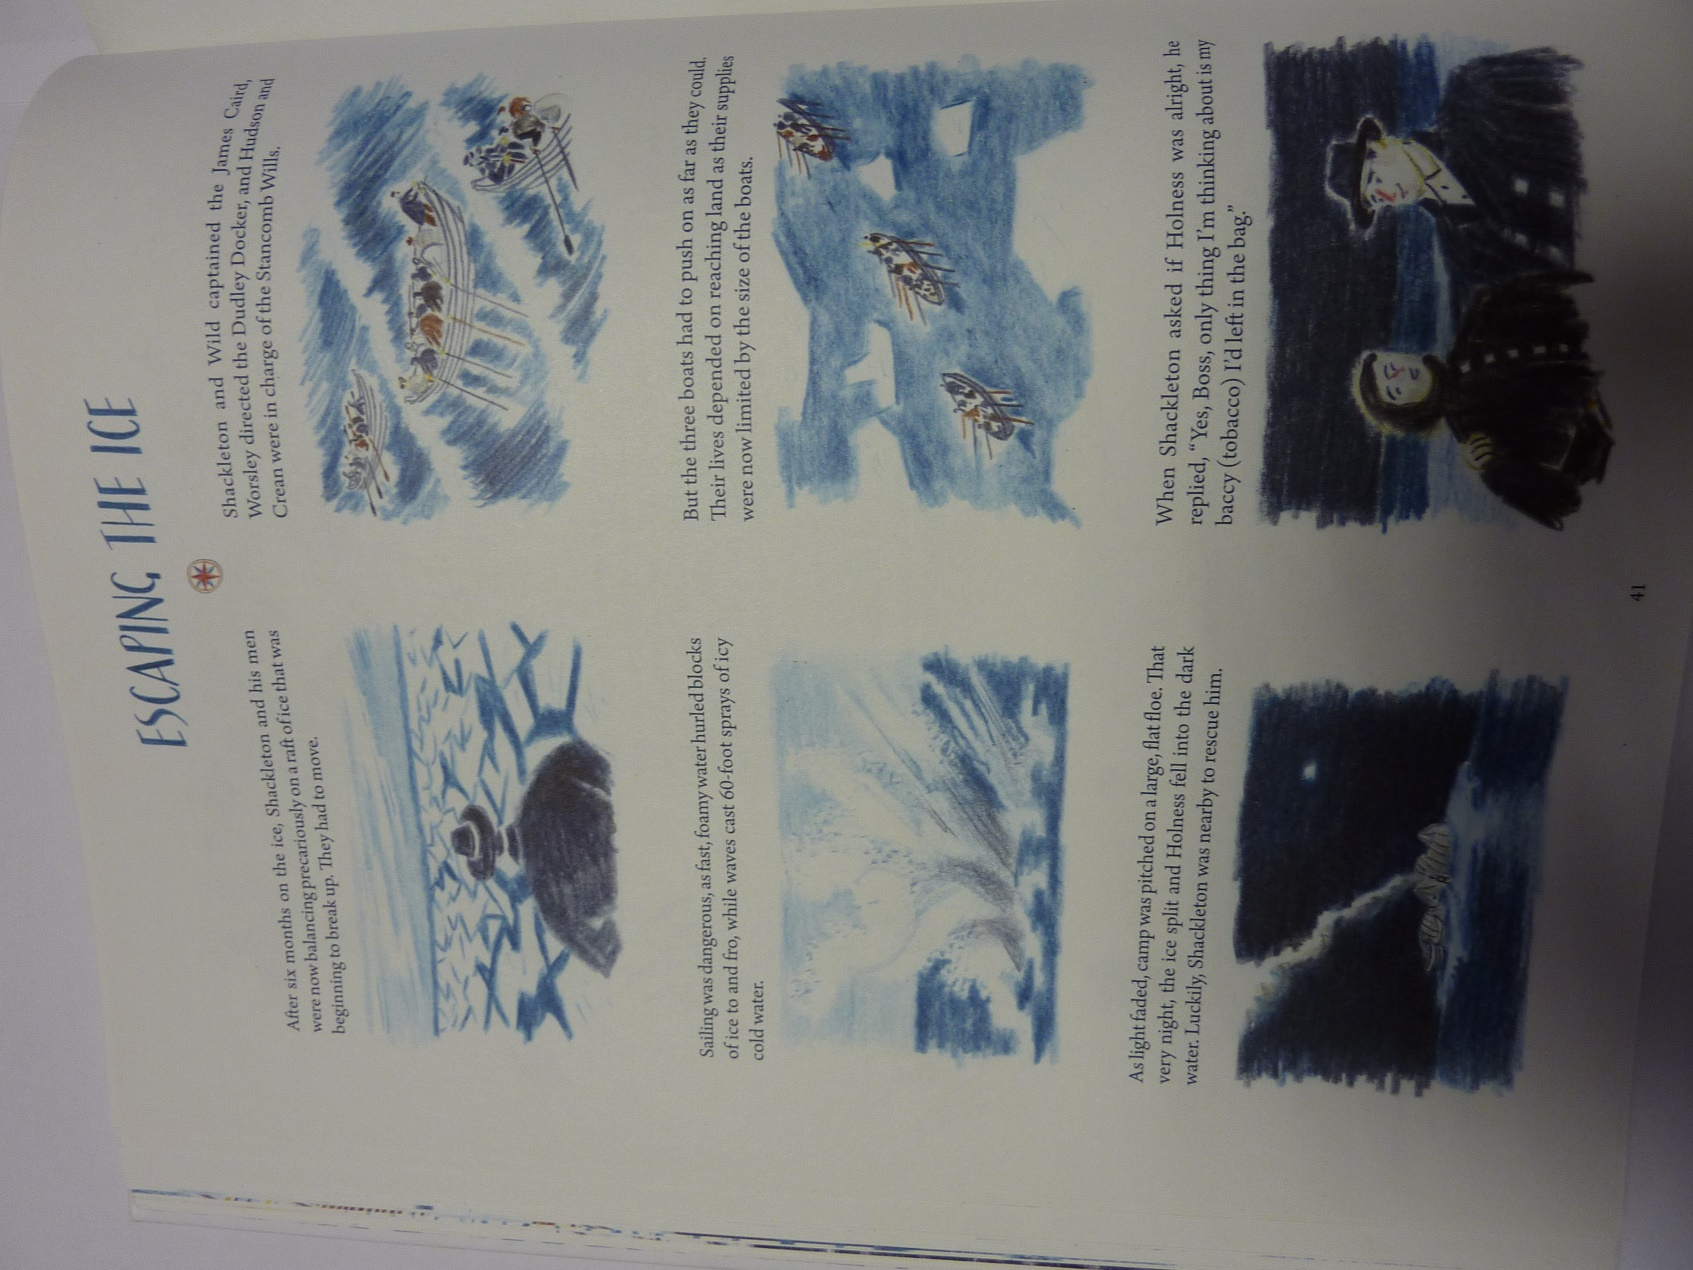 ESCAPING THE ICE
After six months on the ice, Shackleton and his men
were now balancing precariously on a raft of ice that was
beginning to break up. They had to move.
Shackleton and Wild captained the James Caird,
Worsley directed the Dudley Docker, and Hudson and
Crean were in charge of the Stancomb Wills.
Sailing was dangerous, as fast, foamy water hurled blocks
of ice to and fro, while waves cast 60-foot sprays of icy
cold water.
But the three boats had to push on as far as they could.
Their lives depended on reaching land as their supplies
were now limited by the size of the boats.
As light faded, camp was pitched on a large, flat floe. That
very night, the ice split and Holness fell into the dark
water. Luckily, Shackleton was nearby to rescue him.
When Shackleton asked if Holness was alright, he
replied, “Yes, Boss, only thing I’m thinking about is my
baccy (tobacco) I’d left in the bag.”
41